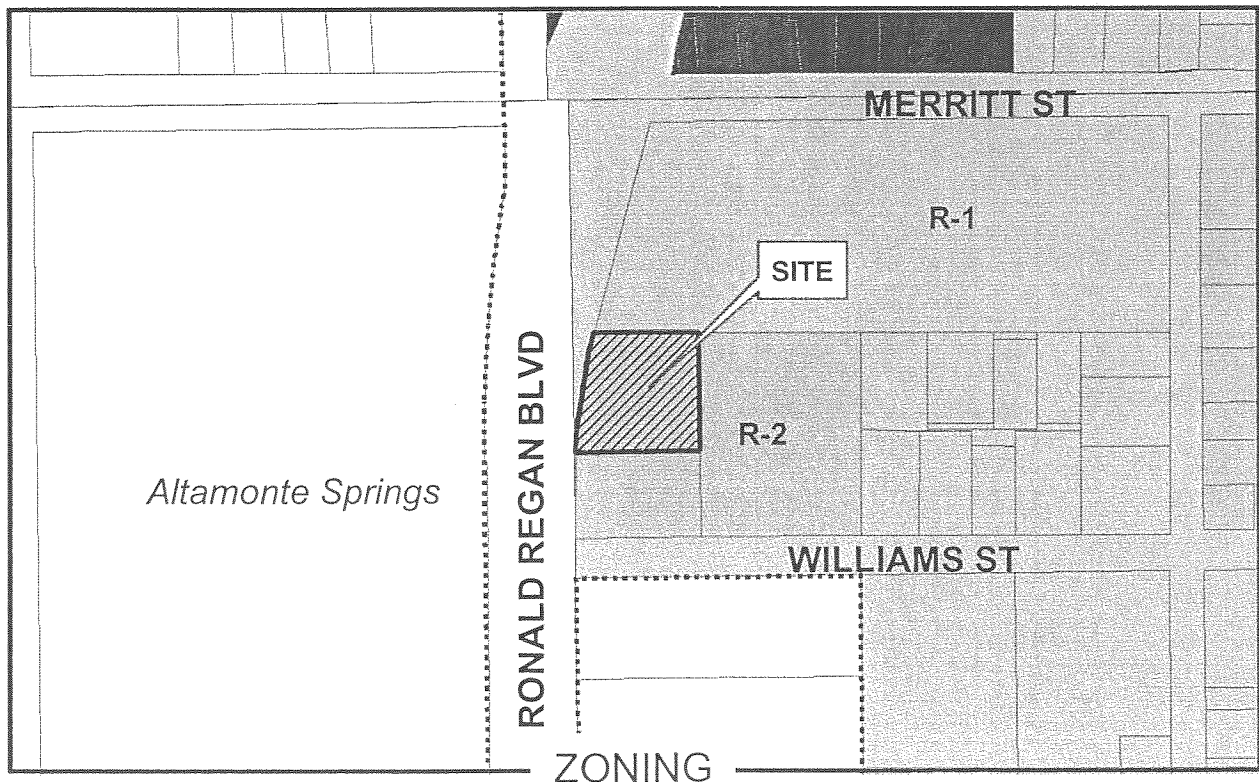 MERRITT ST
R-1
SITE
RONALD REGAN BLVD
R-2
Altamonte Springs
WILLIAMS ST
ZONING